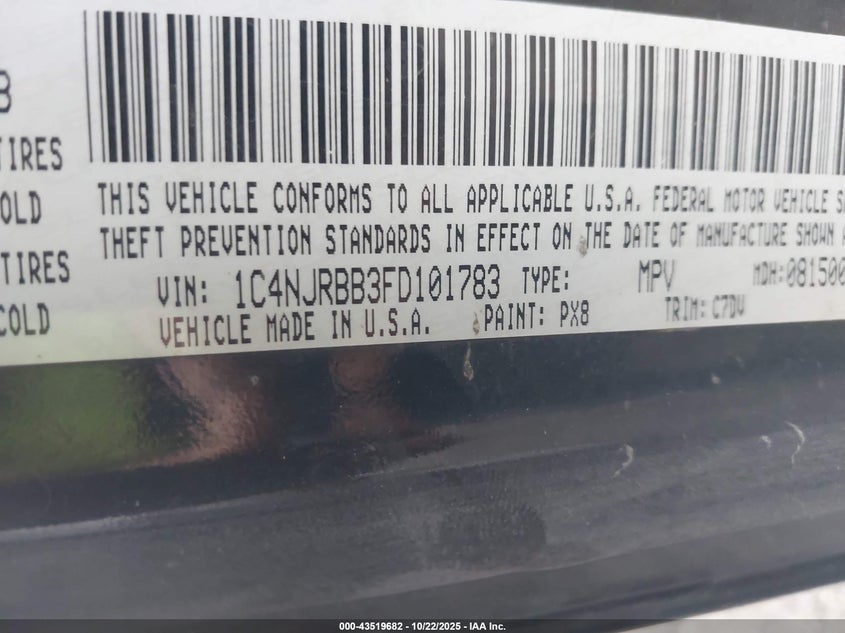 B
TIRES
THIS VEHICLE CONFORMS TO ALL APPLICABLE U.S.A. FEDERAL MOTOR VEHICLE
OLD
THEFT PREVENTION STANDARDS IN EFFECT ON THE DATE OF MANUFACTURE SHOWN A
TIRES
VIN: 1C4NJRBB3FD101783 TYPE: MPV MDH:081500
COLD
VEHICLE MADE IN U.S.A. PAINT: PX8 TRIM: C7DV
000-43519682 - 10/22/2025 - IAA Inc.